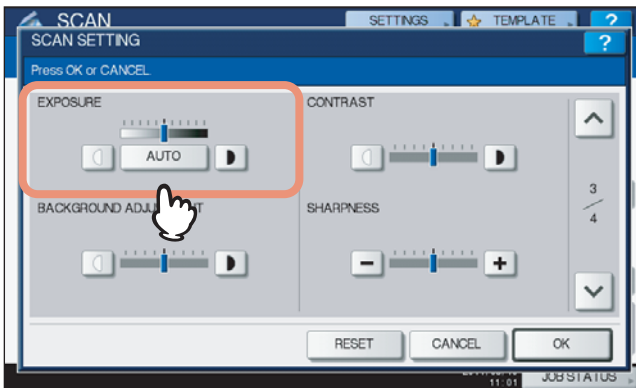 SCAN
SETTINGS
TEMPLATE
?
SCAN SETTING
?
Press OK or CANCEL.
EXPOSURE
AUTO
CONTRAST
BACKGROUND
SHARPNESS
3
4
RESET
CANCEL
OK
11:01
JOB STATUS